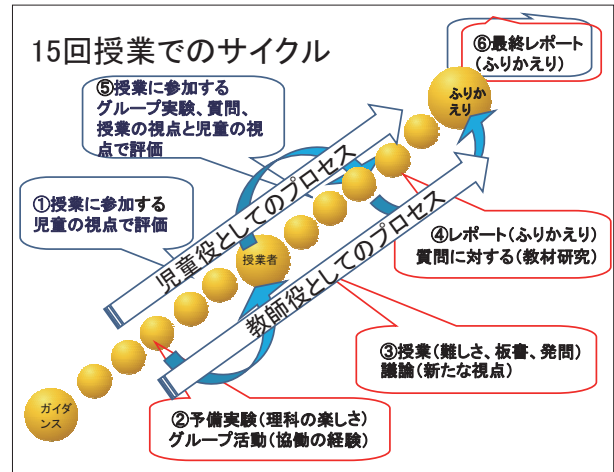 15回授業でのサイクル
⑥最終レポート
(ふりかえり)
ふりか
えり
⑤授業に参加する
グループ実験、質問、
授業の視点と児童の視
点で評価
①授業に参加する
児童の視点で評価
児童役としてのプロセス
授業者
教師役としてのプロセス
④レポート(ふりかえり)
質問に対する(教材研究)
③授業(難しさ、板書、発問)
議論(新たな視点)
②予備実験(理科の楽しさ)
グループ活動(協働の経験)
ガイダ
ンス